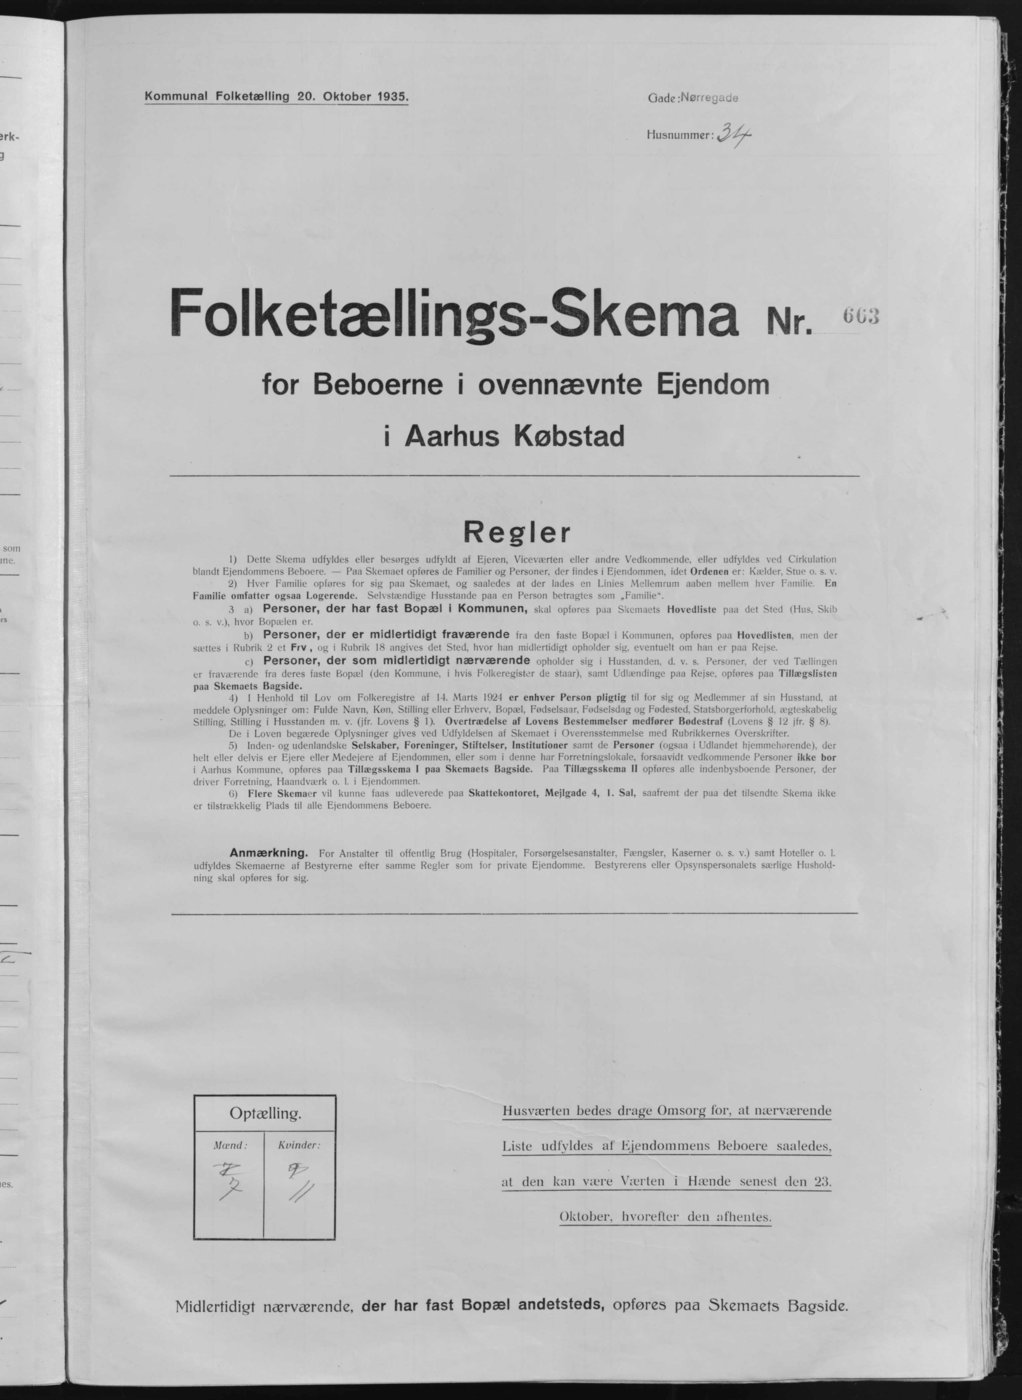 Kommunal Folketælling 20. Oktober 1935.
Gade: Nørregade
Husnummer: 34
Folketællings-Skema Nr. 663
for Beboerne i ovennævnte Ejendom
i Aarhus Købstad
Regler
1) Dette Skema udfyldes eller besørges udfyldt af Ejeren, Viceværten eller andre Vedkommende, eller udfyldes ved Cirkulation
blandt Ejendommens Beboere. — Paa Skemaet opføres de Familier og Personer, der findes i Ejendommen, idet Ordenen er: Kælder, Stue o. s. v.
2) Hver Familie opføres for sig paa Skemaet, og saaledes at der lades en Linies Mellemrum aaben mellem hver Familie. En
Familie omfatter ogsaa Logerende. Selvstændige Husstande paa en Person betragtes som „Familie“.
3 a) Personer, der har fast Bopæl i Kommunen, skal opføres paa Skemaets Hovedliste paa det Sted (Hus, Skib
o. s. v.), hvor Bopælen er.
b) Personer, der er midlertidigt fraværende fra den faste Bopæl i Kommunen, opføres paa Hovedlisten, men der
sættes i Rubrik 2 et Frv, og i Rubrik 18 angives det Sted, hvor han midlertidigt opholder sig, eventuelt om han er paa Rejse.
c) Personer, der som midlertidigt nærværende opholder sig i Husstanden, d. v. s. Personer, der ved Tællingen
er fraværende fra deres faste Bopæl (den Kommune, i hvis Folkeregister de staar), samt Udlændinge paa Rejse, opføres paa Tillægslisten
paa Skemaets Bagside.
4) I Henhold til Lov om Folkeregistre af 14. Marts 1924 er enhver Person pligtig til for sig og Medlemmer af sin Husstand, at
meddele Oplysninger om: Fulde Navn, Køn, Stilling eller Erhverv, Bopæl, Fødselsaar, Fødselsdag og Fødested, Statsborgerforhold, ægteskabelig
Stilling, Stilling i Husstanden m. v. (jfr. Lovens § 1). Overtrædelse af Lovens Bestemmelser medfører Bødestraf (Lovens § 12 jfr. § 8).
De i Loven begærede Oplysninger gives ved Udfyldelsen af Skemaet i Overensstemmelse med Rubrikkernes Overskrifter.
5) Inden- og udenlandske Selskaber, Foreninger, Stiftelser, Institutioner samt de Personer (ogsaa i Udlandet hjemmehørende), der
helt eller delvis er Ejere eller Medejere af Ejendommen, eller som i denne har Forretningslokale, forsaavidt vedkommende Personer ikke bor
i Aarhus Kommune, opføres paa Tillægsskema I paa Skemaets Bagside. Paa Tillægsskema II opføres alle indenbysboende Personer, der
driver Forretning, Haandværk o. l. i Ejendommen.
6) Flere Skemaer vil kunne faas udleverede paa Skattekontoret, Mejlgade 4, 1. Sal, saafremt der paa det tilsendte Skema ikke
er tilstrækkelig Plads til alle Ejendommens Beboere.
Anmærkning. For Anstalter til offentlig Brug (Hospitaler, Forsørgelsesanstalter, Fængsler, Kaserner o. s. v.) samt Hoteller o. l.
udfyldes Skemaerne af Bestyrerne efter samme Regler som for private Ejendomme. Bestyrerens eller Opsynspersonalets særlige Hushold-
ning skal opføres for sig.
Optælling.
Mænd: Kvinder:
7 9
7 11
Husværten bedes drage Omsorg for, at nærværende
Liste udfyldes af Ejendommens Beboere saaledes,
at den kan være Værten i Hænde senest den 23.
Oktober, hvorefter den afhentes.
Midlertidigt nærværende, der har fast Bopæl andetsteds, opføres paa Skemaets Bagside.